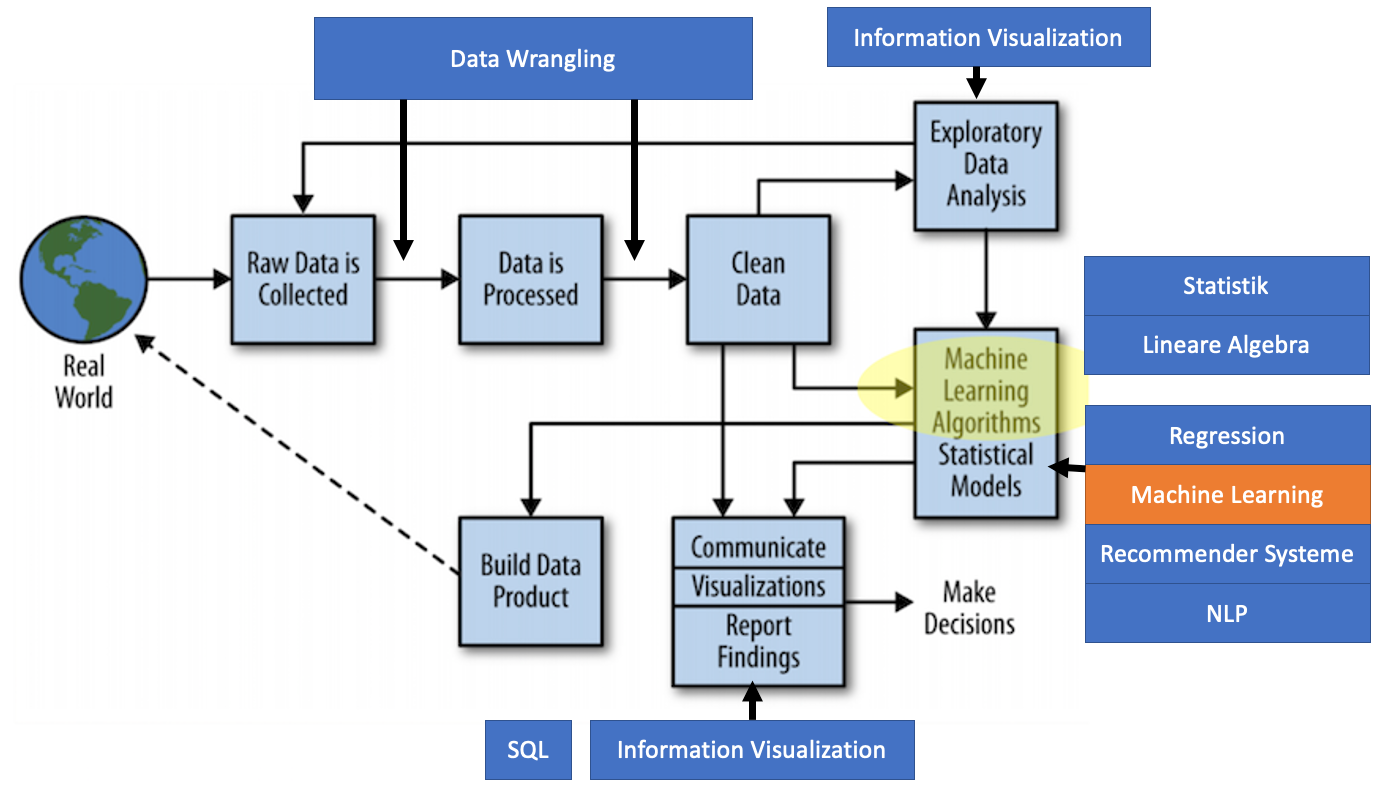 Data Wrangling
Information Visualization
Exploratory
Data
Analysis
Raw Data is
Collected
Data is
Processed
Clean
Data
Real
World
Machine
Learning
Algorithms
Statistical
Models
Statistik
Lineare Algebra
Regression
Machine Learning
Recommender Systeme
NLP
Build Data
Product
Communicate
Visualizations
Report
Findings
Make
Decisions
SQL
Information Visualization